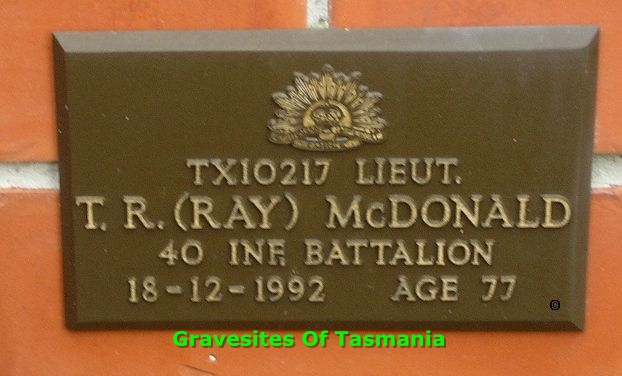 TX10217 LIEUT.
T. R. (RAY) McDONALD
40 INF. BATTALION
18-12-1992 AGE 77
©
Gravesites Of Tasmania